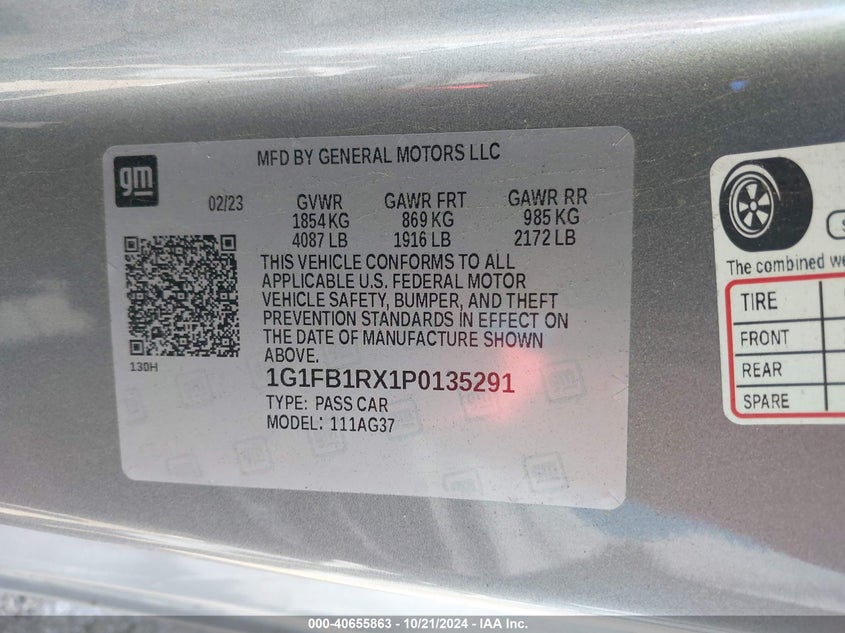 gm
MFD BY GENERAL MOTORS LLC
02/23 GVWR GAWR FRT GAWR RR
1854 KG 869 KG 985 KG
4087 LB 1916 LB 2172 LB
THIS VEHICLE CONFORMS TO ALL
APPLICABLE U.S. FEDERAL MOTOR
VEHICLE SAFETY, BUMPER, AND THEFT
PREVENTION STANDARDS IN EFFECT ON
THE DATE OF MANUFACTURE SHOWN
ABOVE.
130H
1G1FB1RX1P0135291
TYPE: PASS CAR
MODEL: 111AG37
The combined
TIRE
FRONT
REAR
SPARE
000-40655863 - 10/21/2024 - © IAA Inc.